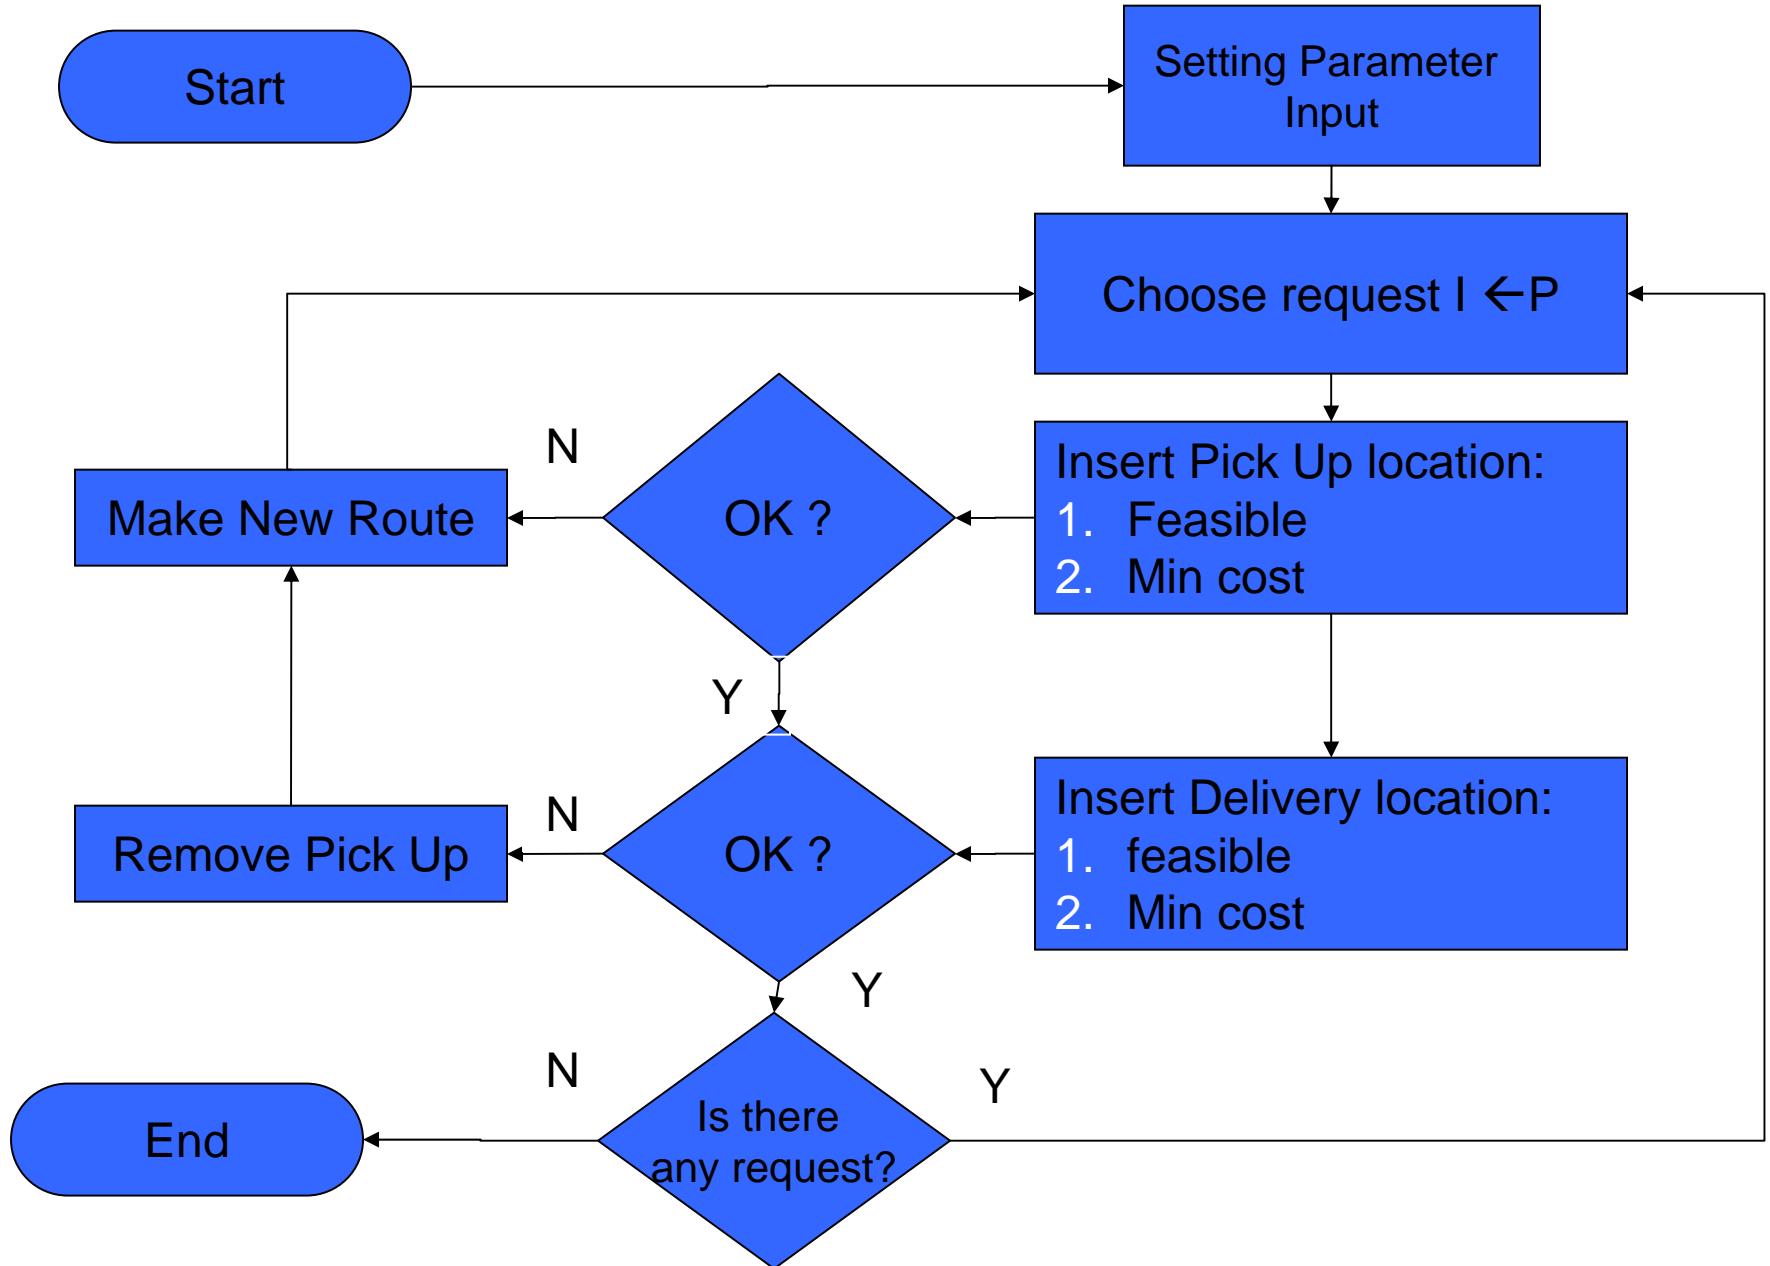 Start
Setting Parameter
Input
Choose request I ←P
N
OK ?
Insert Pick Up location:
1. Feasible
2. Min cost
Make New Route
Y
N
OK ?
Insert Delivery location:
1. feasible
2. Min cost
Remove Pick Up
Y
N
Y
Is there
any request?
End